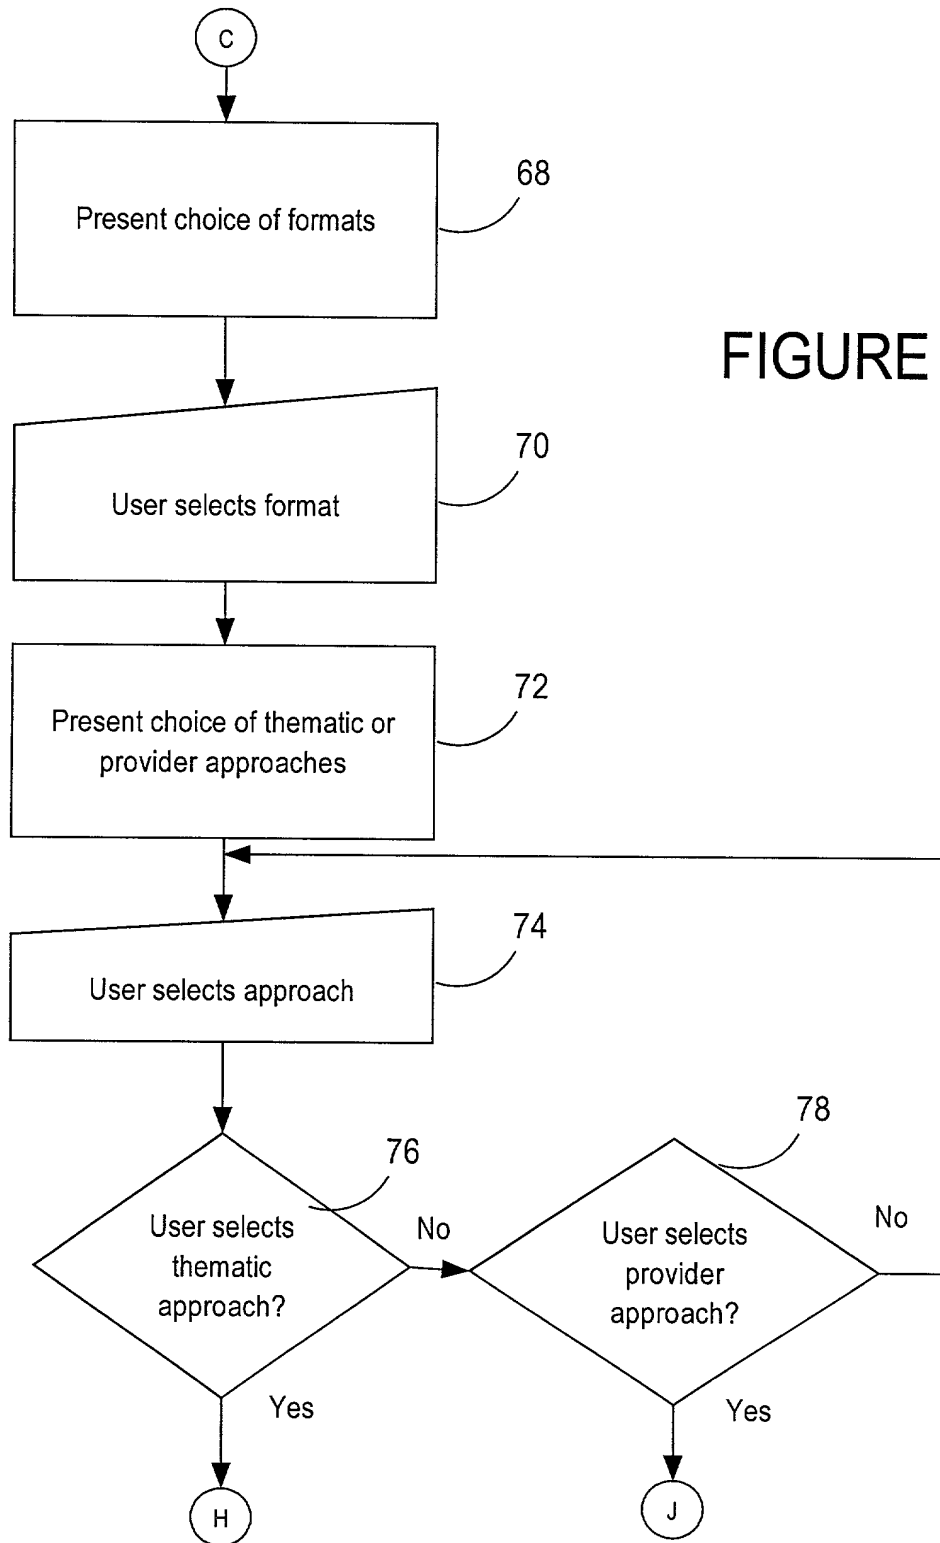 C
68
Present choice of formats
FIGURE
70
User selects format
72
Present choice of thematic or
provider approaches
74
User selects approach
78
76
User selects
thematic
approach?
No
User selects
provider
approach?
No
Yes
Yes
H
J